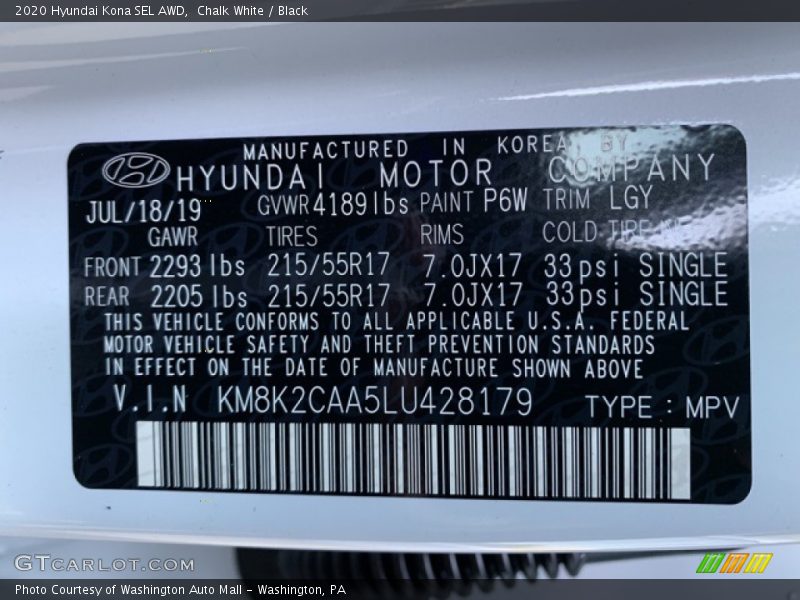 2020 Hyundai Kona SEL AWD, Chalk White / Black
MANUFACTURED IN KOREA BY
HYUNDAI MOTOR COMPANY
JUL/18/19 GVWR 4189 lbs PAINT P6W TRIM LGY
GAWR TIRES RIMS COLD TIRE
FRONT 2293 lbs 215/55R17 7.0JX17 33 psi SINGLE
REAR 2205 lbs 215/55R17 7.0JX17 33 psi SINGLE
THIS VEHICLE CONFORMS TO ALL APPLICABLE U.S.A. FEDERAL
MOTOR VEHICLE SAFETY AND THEFT PREVENTION STANDARDS
IN EFFECT ON THE DATE OF MANUFACTURE SHOWN ABOVE
V.I.N KM8K2CAA5LU428179 TYPE : MPV
GTCARLOT.COM
Photo Courtesy of Washington Auto Mall - Washington, PA